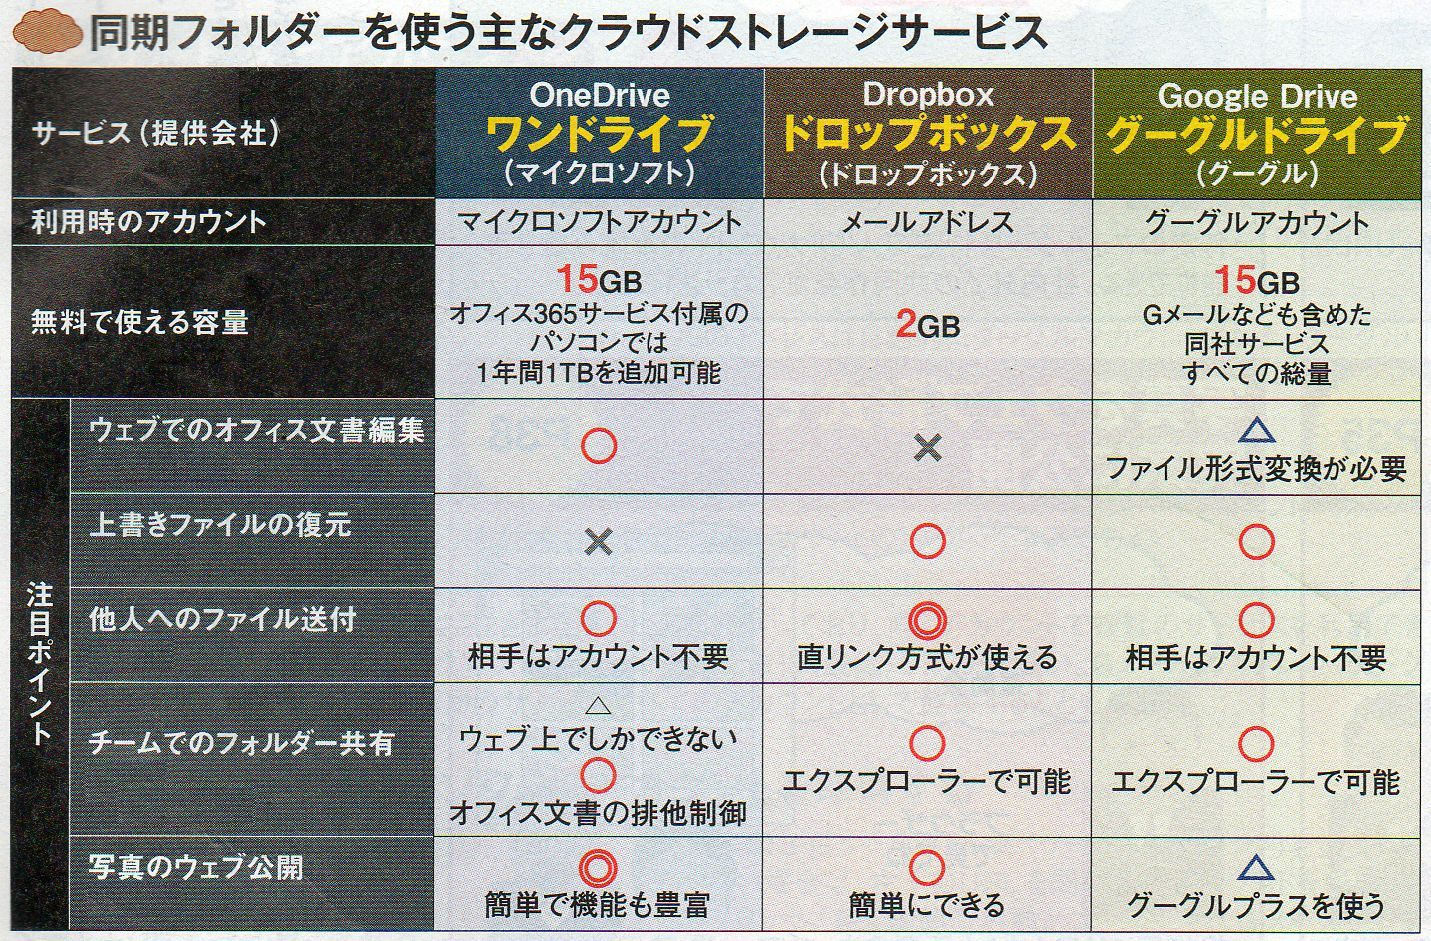 同期フォルダーを使う主なクラウドストレージサービス
サービス(提供会社)
OneDrive
ワンドライブ
(マイクロソフト)
Dropbox
ドロップボックス
(ドロップボックス)
Google Drive
グーグルドライブ
(グーグル)
利用時のアカウント
マイクロソフトアカウント
メールアドレス
グーグルアカウント
無料で使える容量
15GB
オフィス365サービス付属の
パソコンでは
1年間1TBを追加可能
2GB
15GB
Gメールなども含めた
同社サービス
すべての総量
注目ポイント
ウェブでのオフィス文書編集
○
×
△
ファイル形式変換が必要
上書きファイルの復元
×
○
○
他人へのファイル送付
○
相手はアカウント不要
◎
直リンク方式が使える
○
相手はアカウント不要
チームでのフォルダー共有
△
ウェブ上でしかできない
○
オフィス文書の排他制御
○
エクスプローラーで可能
○
エクスプローラーで可能
写真のウェブ公開
◎
簡単で機能も豊富
○
簡単にできる
△
グーグルプラスを使う